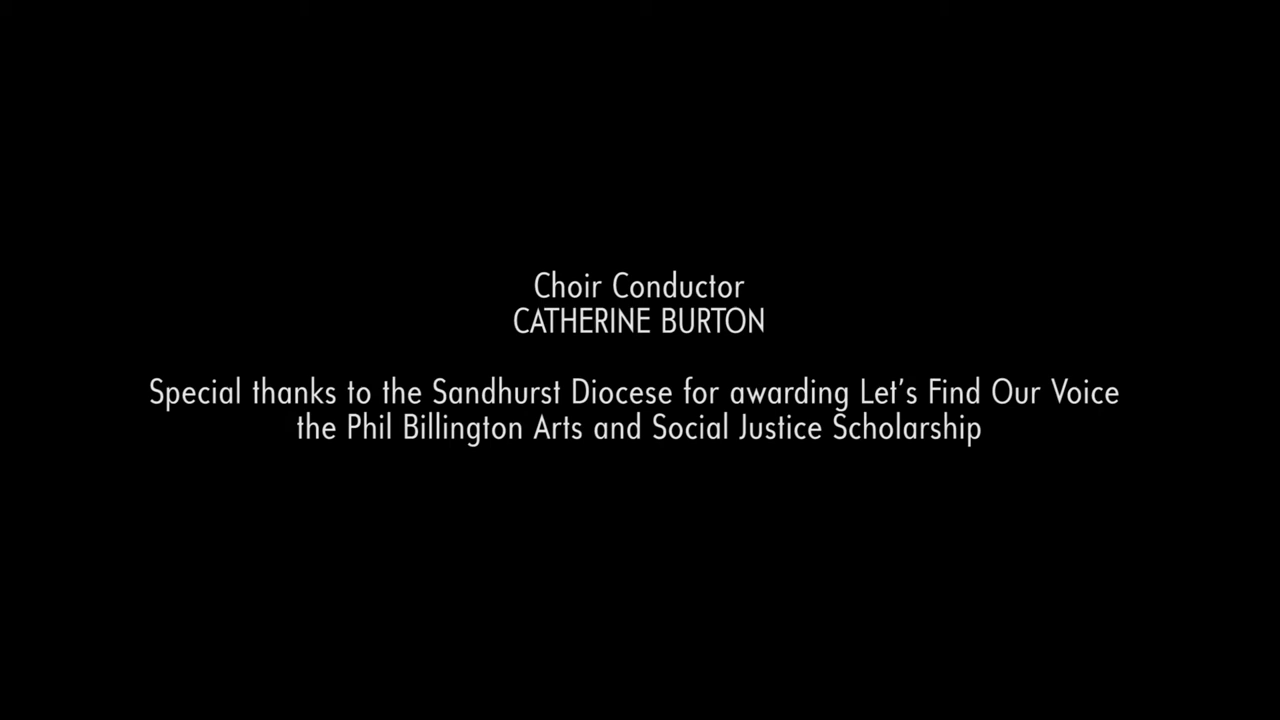 Choir Conductor
CATHERINE BURTON
Special thanks to the Sandhurst Diocese for awarding Let’s Find Our Voice
the Phil Billington Arts and Social Justice Scholarship